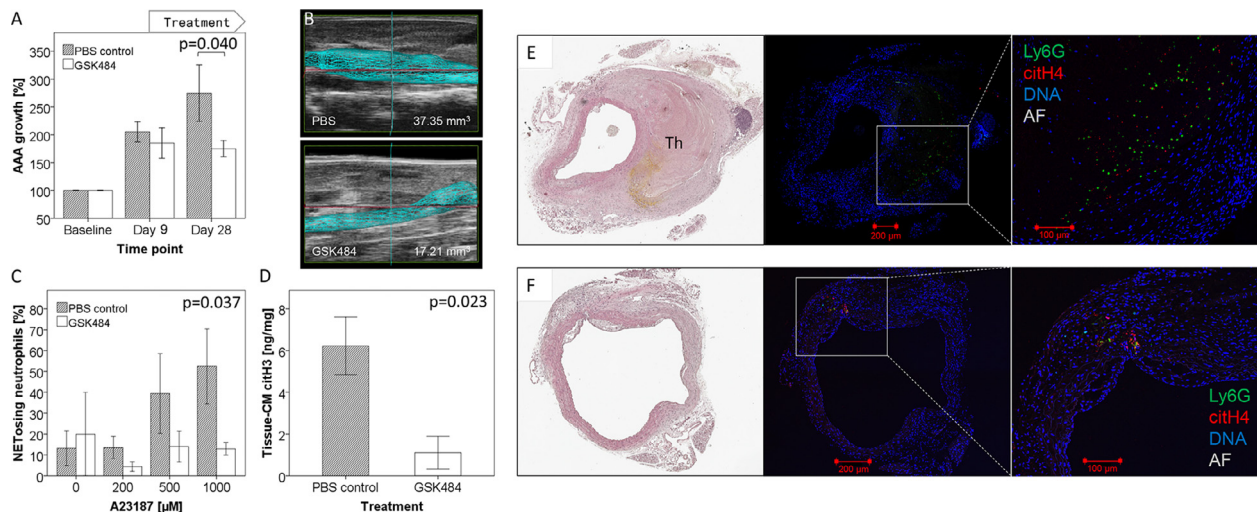 A
Treatment
p=0.040
PBS control
GSK484
AAA growth [%]
350
300
250
200
150
100
50
Baseline
Day 9
Day 28
Time point
B
PBS
37.35 mm³
GSK484
17.21 mm³
C
p=0.037
PBS control
GSK484
NETosing neutrophils [%]
80
70
60
50
40
30
20
10
0
0
200
500
1000
A23187 [µM]
D
p=0.023
Tissue-CM citH3 [ng/mg]
8
6
4
2
0
PBS control
GSK484
Treatment
E
Th
200 µm
Ly6G
citH4
DNA
AF
100 µm
F
200 µm
Ly6G
citH4
DNA
AF
100 µm